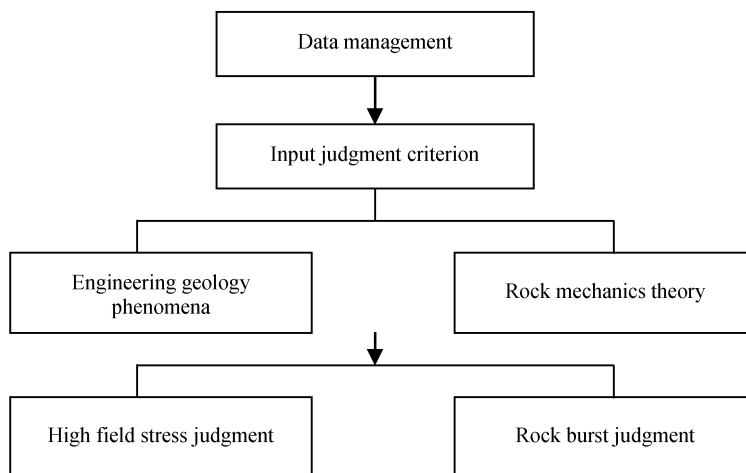 Data management
Input judgment criterion
Engineering geology
phenomena
Rock mechanics theory
High field stress judgment
Rock burst judgment